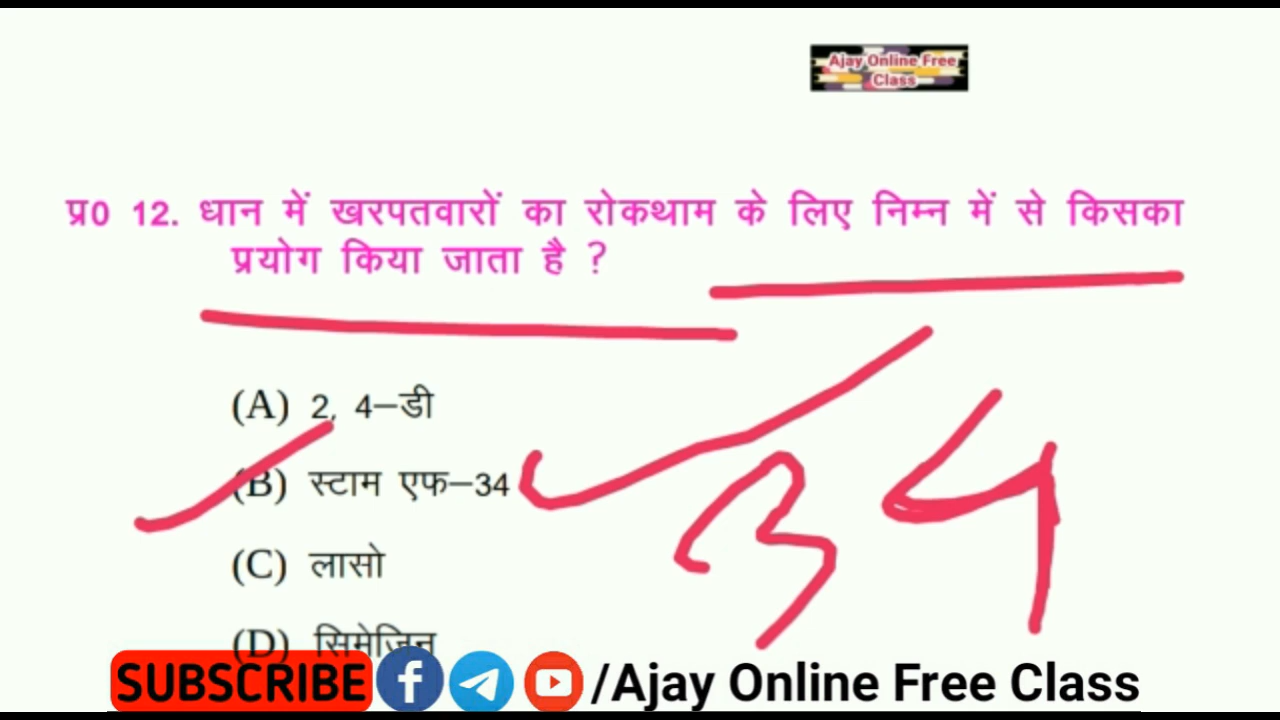 Ajay Online Free
Class
प्र0 12. धान में खरपतवारों का रोकथाम के लिए निम्न में से किसका
प्रयोग किया जाता है ?
(A) 2, 4–डी
(B) स्टाम एफ–34
34
(C) लासो
(D) सिमेजिन
SUBSCRIBE /Ajay Online Free Class